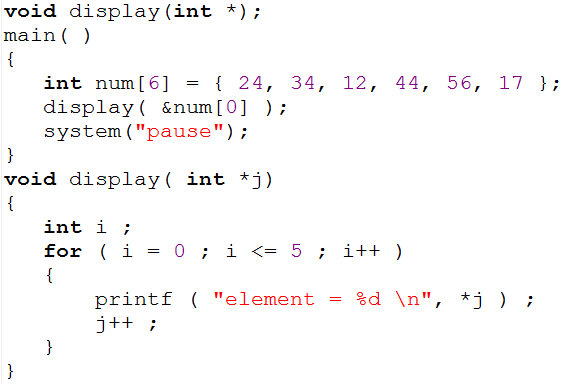 void display(int *);
main( )
{
   int num[6] = { 24, 34, 12, 44, 56, 17 };
   display( &num[0] );
   system("pause");
}
void display( int *j)
{
   int i ;
   for ( i = 0 ; i <= 5 ; i++ )
   {
       printf ( "element = %d \n", *j ) ;
       j++ ;
   }
}